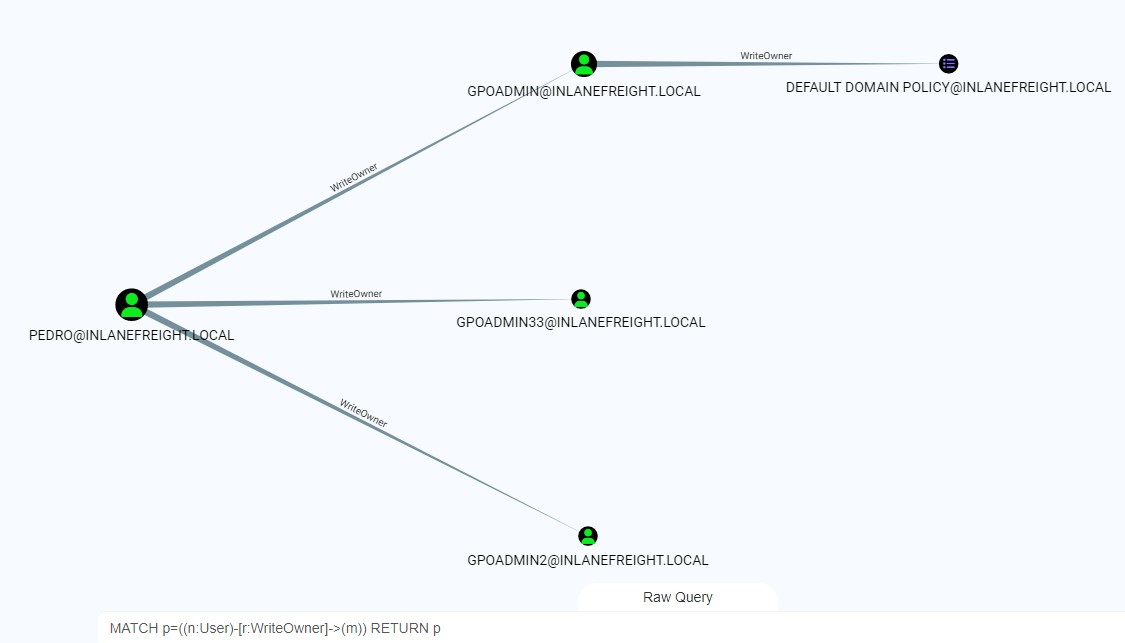 WriteOwner
GPOADMIN@INLANEFREIGHT.LOCAL
DEFAULT DOMAIN POLICY@INLANEFREIGHT.LOCAL
WriteOwner
WriteOwner
GPOADMIN33@INLANEFREIGHT.LOCAL
PEDRO@INLANEFREIGHT.LOCAL
WriteOwner
GPOADMIN2@INLANEFREIGHT.LOCAL
Raw Query
MATCH p=((n:User)-[r:WriteOwner]->(m)) RETURN p